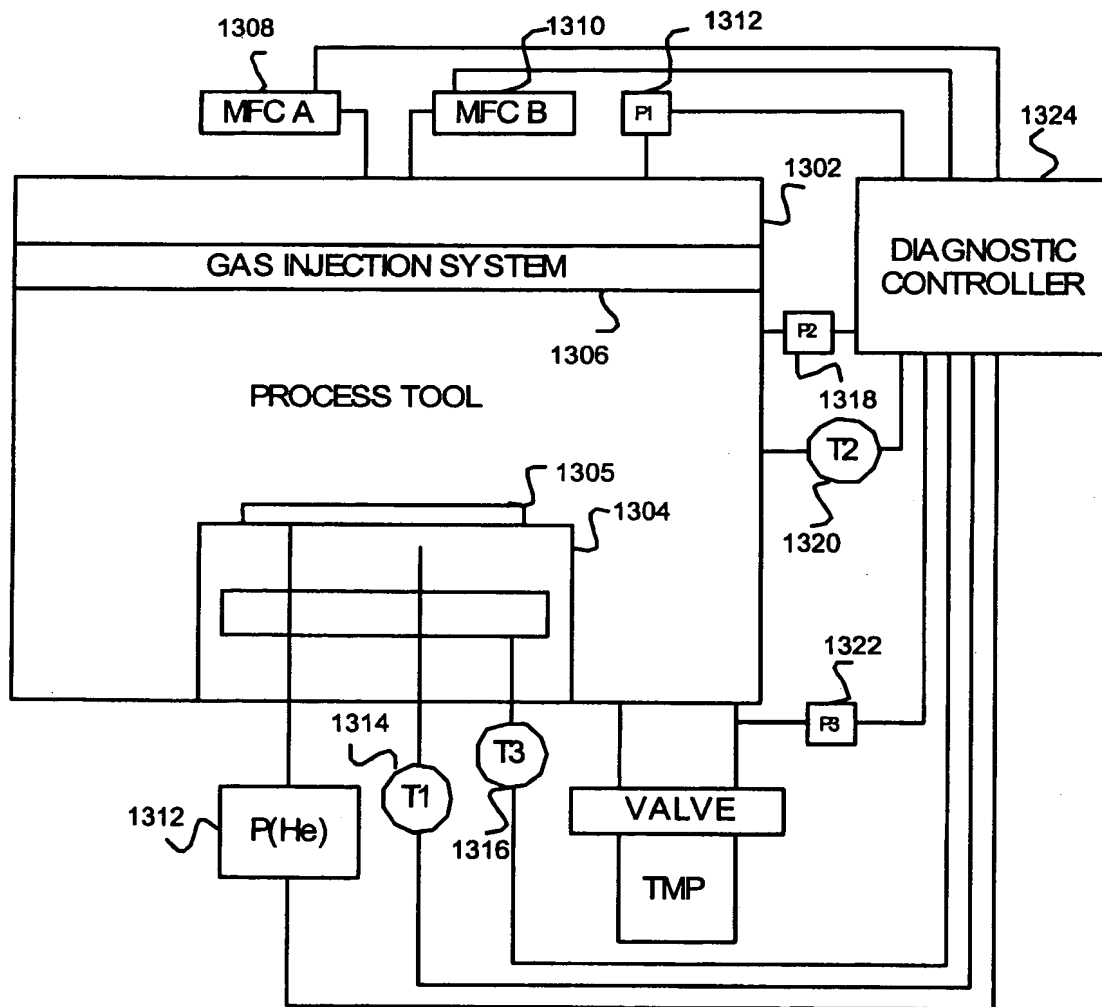 1308
1310
1312
MFC A
MFC B
P1
1324
1302
GAS INJECTION SYSTEM
DIAGNOSTIC
CONTROLLER
P2
1306
1318
PROCESS TOOL
T2
1305
1304
1320
1322
1314
P3
T3
T1
1312
P(He)
1316
VALVE
TMP